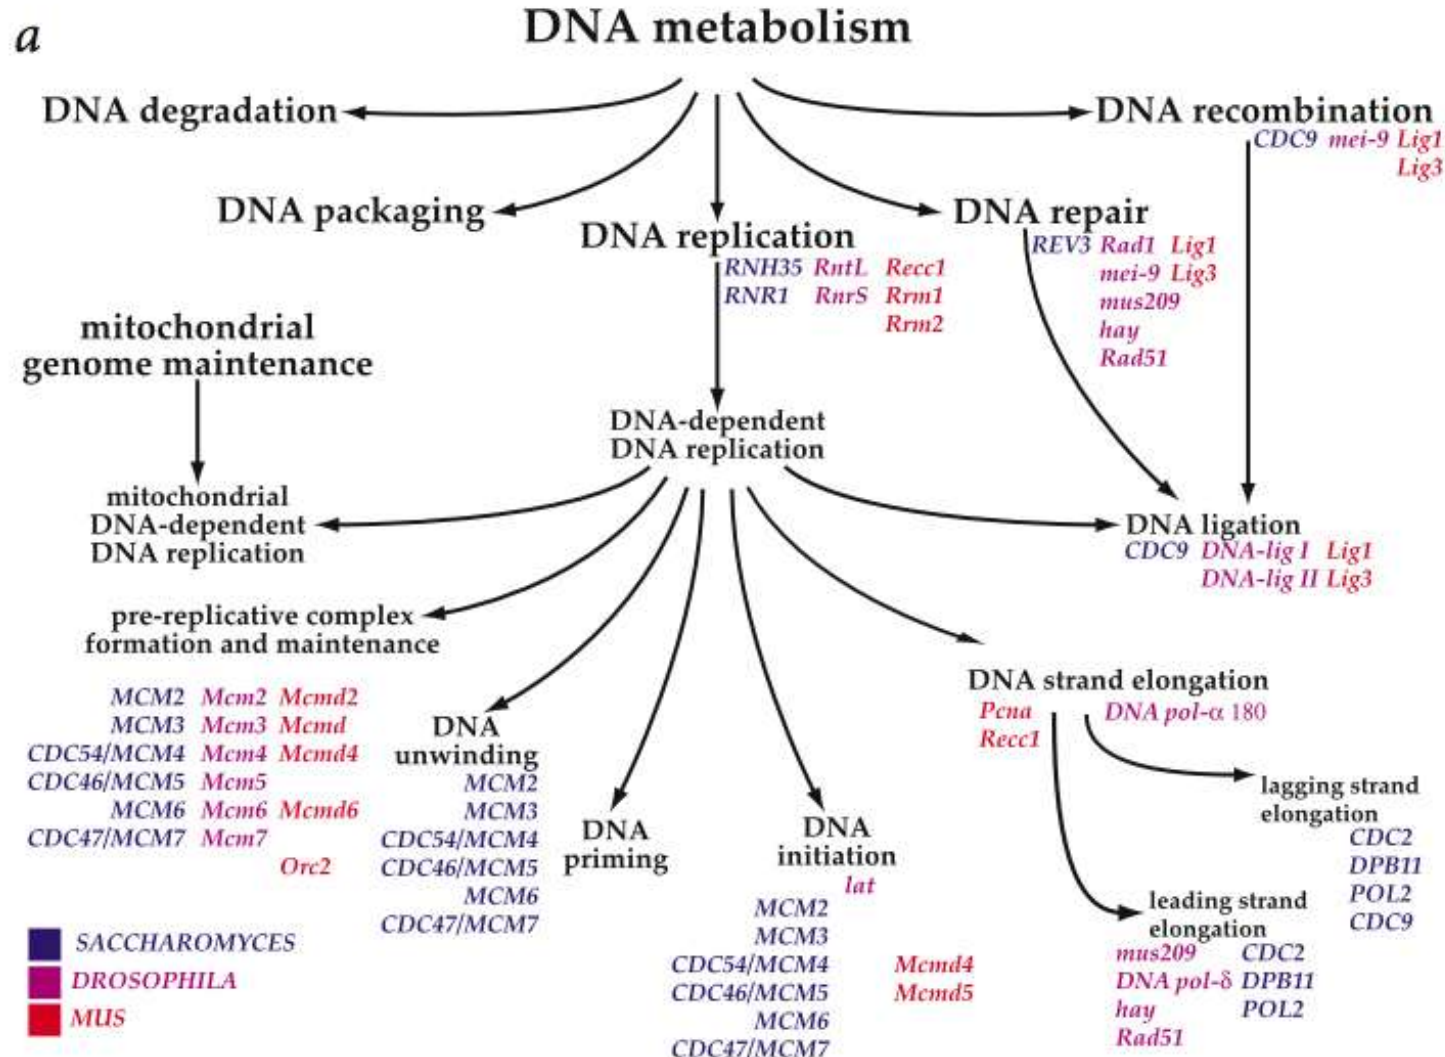 a
DNA metabolism
DNA degradation
DNA recombination
CDC9 mei-9 Lig1
Lig3
DNA packaging
DNA repair
REV3 Rad1 Lig1
mei-9 Lig3
mus209
hay
Rad51
DNA replication
RNH35 RntL Recc1
RNR1 RnrS Rrm1
Rrm2
mitochondrial
genome maintenance
DNA-dependent
DNA replication
mitochondrial
DNA-dependent
DNA replication
DNA ligation
CDC9 DNA-lig I Lig1
DNA-lig II Lig3
pre-replicative complex
formation and maintenance
MCM2 Mcm2 Mcmd2
MCM3 Mcm3 Mcmd
CDC54/MCM4 Mcm4 Mcmd4
CDC46/MCM5 Mcm5
MCM6 Mcm6 Mcmd6
CDC47/MCM7 Mcm7
Orc2
DNA
unwinding
MCM2
MCM3
CDC54/MCM4
CDC46/MCM5
MCM6
CDC47/MCM7
DNA
priming
DNA
initiation
lat
MCM2
MCM3
CDC54/MCM4 Mcmd4
CDC46/MCM5 Mcmd5
MCM6
CDC47/MCM7
DNA strand elongation
Pcna DNA pol-α 180
Recc1
lagging strand
elongation
CDC2
DPB11
POL2
CDC9
leading strand
elongation
mus209 CDC2
DNA pol-δ DPB11
hay POL2
Rad51
SACCHAROMYCES
DROSOPHILA
MUS